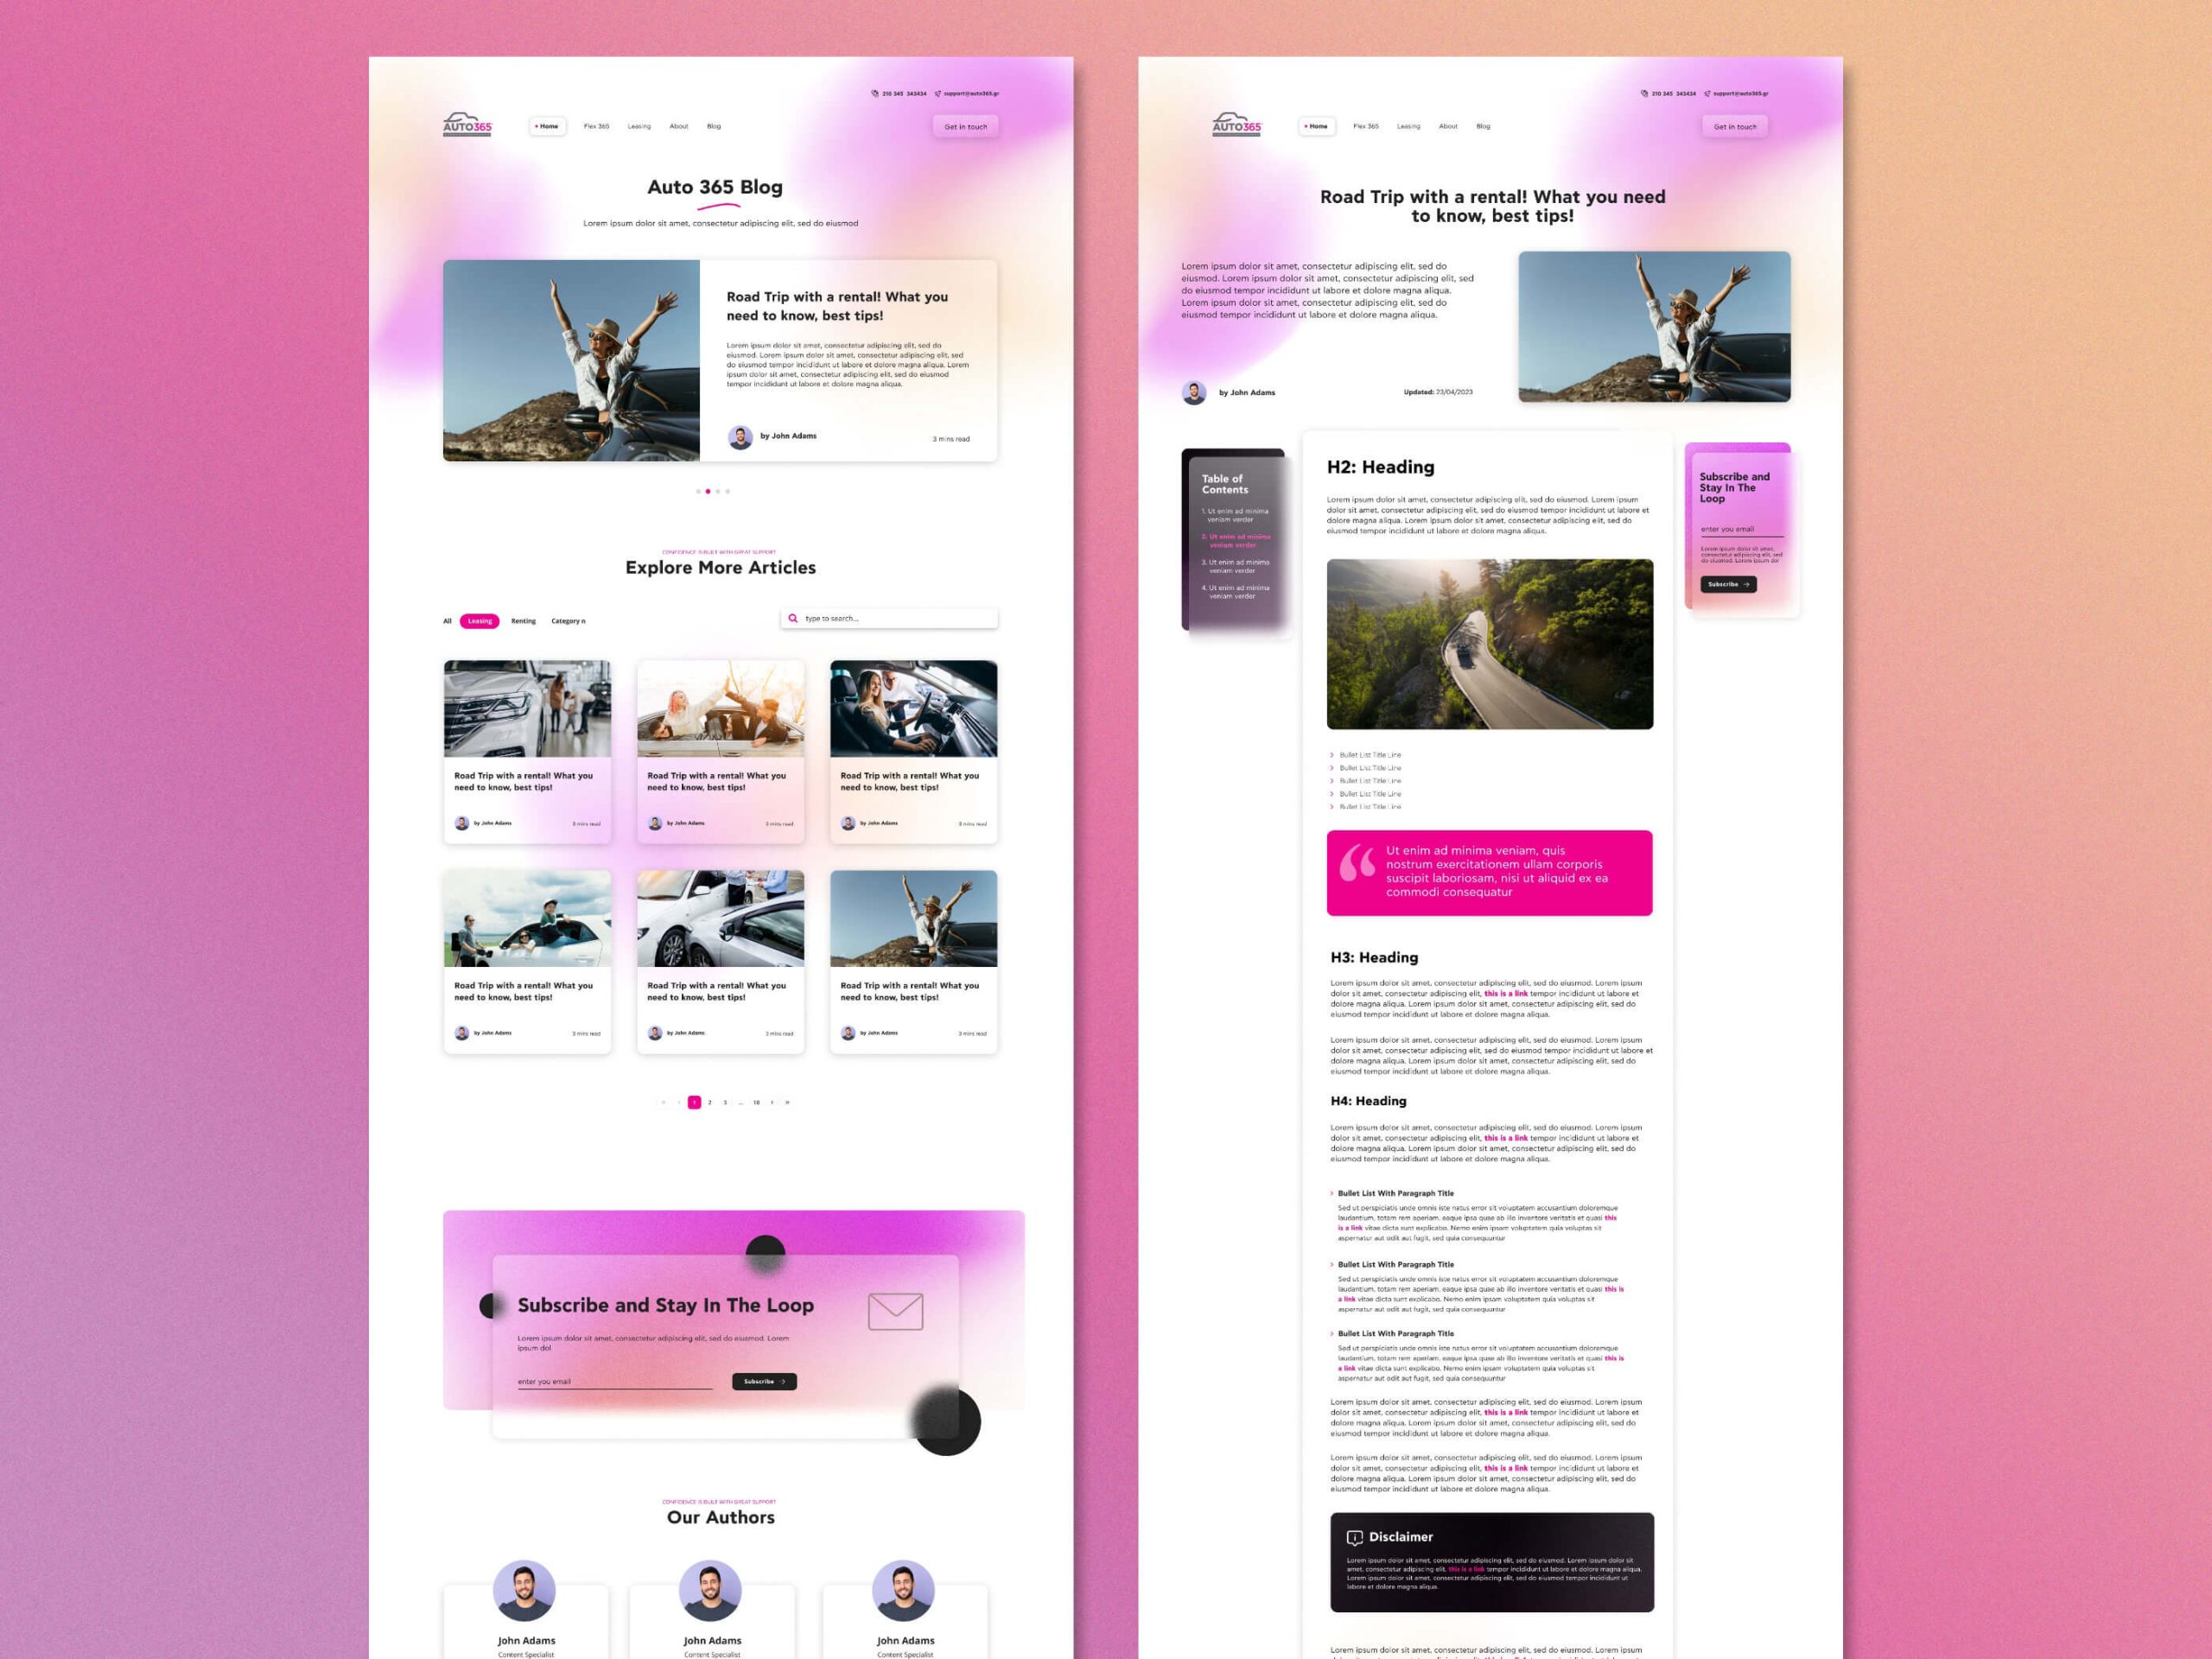 210 345 343434 support@auto365.gr
AUTO365
Home Flex 365 Leasing About Blog
Get in touch
Auto 365 Blog
Lorem ipsum dolor sit amet, consectetur adipiscing elit, sed do eiusmod
Road Trip with a rental! What you
need to know, best tips!
Lorem ipsum dolor sit amet, consectetur adipiscing elit, sed do
eiusmod. Lorem ipsum dolor sit amet, consectetur adipiscing elit, sed
do eiusmod tempor incididunt ut labore et dolore magna aliqua. Lorem
ipsum dolor sit amet, consectetur adipiscing elit, sed do eiusmod
tempor incididunt ut labore et dolore magna aliqua.
by John Adams
3 mins read
CONFIDENCE IS BUILT WITH GREAT SUPPORT
Explore More Articles
All Leasing Renting Category n
type to search...
Road Trip with a rental! What you
need to know, best tips!
by John Adams 3 mins read
Road Trip with a rental! What you
need to know, best tips!
by John Adams 3 mins read
Road Trip with a rental! What you
need to know, best tips!
by John Adams 3 mins read
Road Trip with a rental! What you
need to know, best tips!
by John Adams 3 mins read
Road Trip with a rental! What you
need to know, best tips!
by John Adams 3 mins read
Road Trip with a rental! What you
need to know, best tips!
by John Adams 3 mins read
« ‹ 1 2 3 ... 10 › »
Subscribe and Stay In The Loop
Lorem ipsum dolor sit amet, consectetur adipiscing elit, sed do eiusmod. Lorem
ipsum dol
enter you email
Subscribe →
CONFIDENCE IS BUILT WITH GREAT SUPPORT
Our Authors
John Adams
Content Specialist
John Adams
Content Specialist
John Adams
Content Specialist
210 345 343434 support@auto365.gr
AUTO365
Home Flex 365 Leasing About Blog
Get in touch
Road Trip with a rental! What you need
to know, best tips!
Lorem ipsum dolor sit amet, consectetur adipiscing elit, sed do
eiusmod. Lorem ipsum dolor sit amet, consectetur adipiscing elit, sed
do eiusmod tempor incididunt ut labore et dolore magna aliqua.
Lorem ipsum dolor sit amet, consectetur adipiscing elit, sed do
eiusmod tempor incididunt ut labore et dolore magna aliqua.
by John Adams
Updated: 23/04/2023
Table of
Contents
1. Ut enim ad minima
veniam verder
2. Ut enim ad minima
veniam verder
3. Ut enim ad minima
veniam verder
4. Ut enim ad minima
veniam verder
H2: Heading
Lorem ipsum dolor sit amet, consectetur adipiscing elit, sed do eiusmod. Lorem ipsum
dolor sit amet, consectetur adipiscing elit, sed do eiusmod tempor incididunt ut labore et
dolore magna aliqua. Lorem ipsum dolor sit amet, consectetur adipiscing elit, sed do
eiusmod tempor incididunt ut labore et dolore magna aliqua.
Subscribe and
Stay In The
Loop
enter you email
Lorem ipsum dolor sit amet,
consectetur adipiscing elit, sed
do eiusmod. Lorem ipsum dol
Subscribe →
Bullet List Title Line
Bullet List Title Line
Bullet List Title Line
Bullet List Title Line
Bullet List Title Line
“ Ut enim ad minima veniam, quis
nostrum exercitationem ullam corporis
suscipit laboriosam, nisi ut aliquid ex ea
commodi consequatur
H3: Heading
Lorem ipsum dolor sit amet, consectetur adipiscing elit, sed do eiusmod. Lorem ipsum
dolor sit amet, consectetur adipiscing elit, this is a link tempor incididunt ut labore et
dolore magna aliqua. Lorem ipsum dolor sit amet, consectetur adipiscing elit, sed do
eiusmod tempor incididunt ut labore et dolore magna aliqua.
Lorem ipsum dolor sit amet, consectetur adipiscing elit, sed do eiusmod. Lorem ipsum
dolor sit amet, consectetur adipiscing elit, sed do eiusmod tempor incididunt ut labore et
dolore magna aliqua. Lorem ipsum dolor sit amet, consectetur adipiscing elit, sed do
eiusmod tempor incididunt ut labore et dolore magna aliqua.
H4: Heading
Lorem ipsum dolor sit amet, consectetur adipiscing elit, sed do eiusmod. Lorem ipsum
dolor sit amet, consectetur adipiscing elit, this is a link tempor incididunt ut labore et
dolore magna aliqua. Lorem ipsum dolor sit amet, consectetur adipiscing elit, sed do
eiusmod tempor incididunt ut labore et dolore magna aliqua.
Bullet List With Paragraph Title
Sed ut perspiciatis unde omnis iste natus error sit voluptatem accusantium doloremque
laudantium, totam rem aperiam, eaque ipsa quae ab illo inventore veritatis et quasi this
is a link vitae dicta sunt explicabo. Nemo enim ipsam voluptatem quia voluptas sit
aspernatur aut odit aut fugit, sed quia consequuntur
Bullet List With Paragraph Title
Sed ut perspiciatis unde omnis iste natus error sit voluptatem accusantium doloremque
laudantium, totam rem aperiam, eaque ipsa quae ab illo inventore veritatis et quasi this is
a link vitae dicta sunt explicabo. Nemo enim ipsam voluptatem quia voluptas sit
aspernatur aut odit aut fugit, sed quia consequuntur
Bullet List With Paragraph Title
Sed ut perspiciatis unde omnis iste natus error sit voluptatem accusantium doloremque
laudantium, totam rem aperiam, eaque ipsa quae ab illo inventore veritatis et quasi this is
a link vitae dicta sunt explicabo. Nemo enim ipsam voluptatem quia voluptas sit
aspernatur aut odit aut fugit, sed quia consequuntur
Lorem ipsum dolor sit amet, consectetur adipiscing elit, sed do eiusmod. Lorem ipsum
dolor sit amet, consectetur adipiscing elit, this is a link tempor incididunt ut labore et
dolore magna aliqua. Lorem ipsum dolor sit amet, consectetur adipiscing elit, sed do
eiusmod tempor incididunt ut labore et dolore magna aliqua.
Lorem ipsum dolor sit amet, consectetur adipiscing elit, sed do eiusmod. Lorem ipsum
dolor sit amet, consectetur adipiscing elit, this is a link tempor incididunt ut labore et
dolore magna aliqua. Lorem ipsum dolor sit amet, consectetur adipiscing elit, sed do
eiusmod tempor incididunt ut labore et dolore magna aliqua.
Disclaimer
Lorem ipsum dolor sit amet, consectetur adipiscing elit, sed do eiusmod. Lorem ipsum dolor sit
amet, consectetur adipiscing elit, this is a link tempor incididunt ut labore et dolore magna aliqua.
Lorem ipsum dolor sit amet, consectetur adipiscing elit, sed do eiusmod tempor incididunt ut
labore et dolore magna aliqua.
Lorem ipsum dolor sit amet, consectetur adipiscing elit, sed do eiusmod. Lorem ipsum